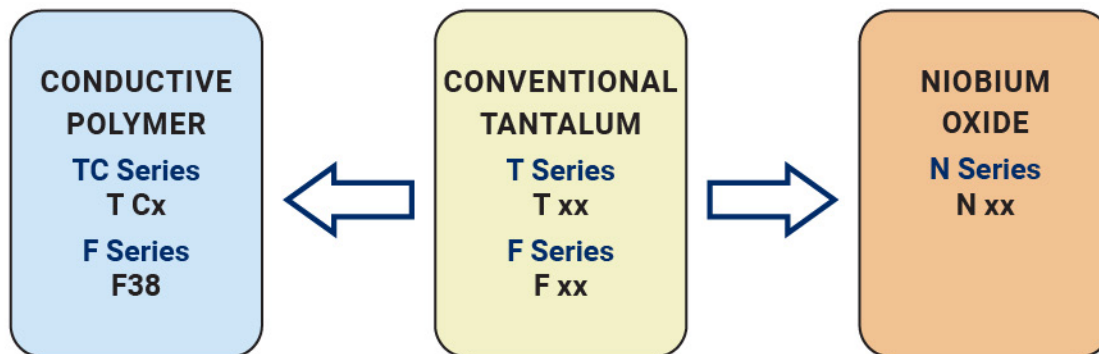 CONDUCTIVE
POLYMER
TC Series
T Cx
F Series
F38
CONVENTIONAL
TANTALUM
T Series
T xx
F Series
F xx
NIOBIUM
OXIDE
N Series
N xx